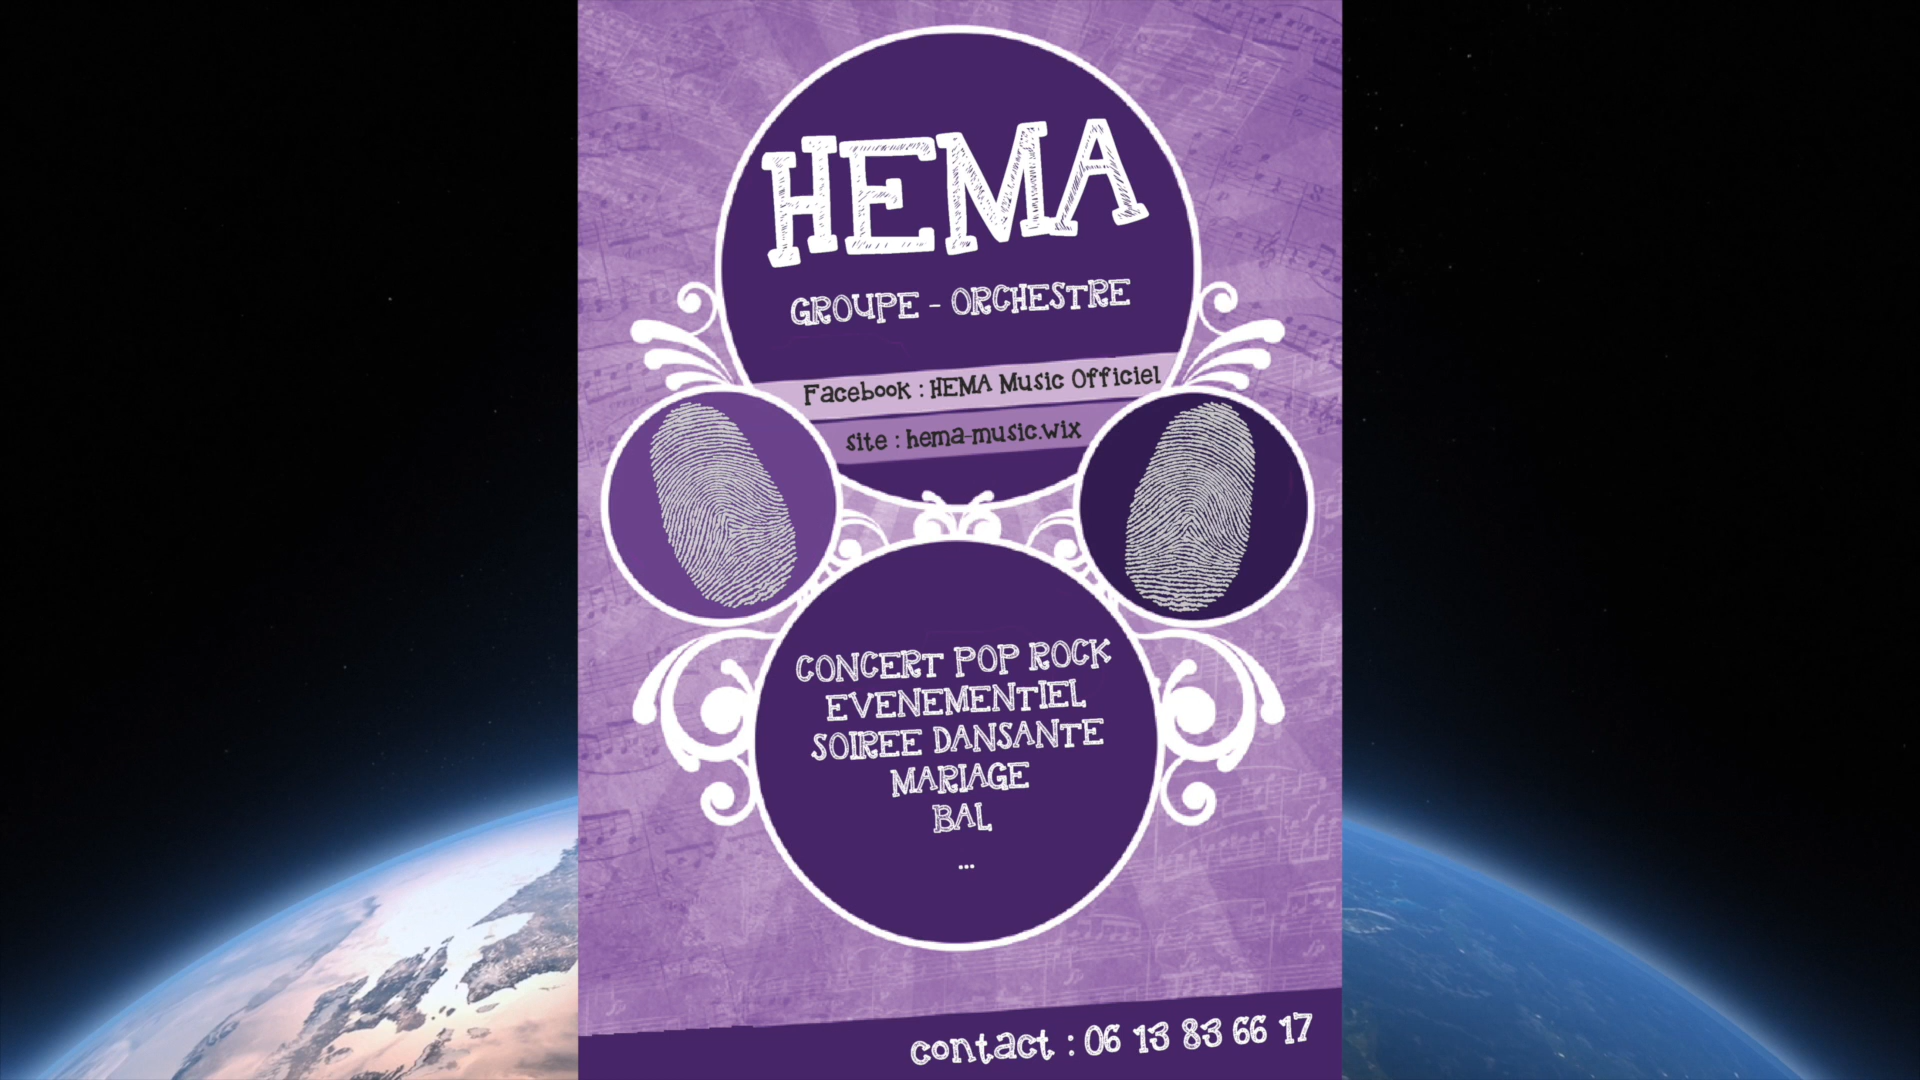 HEMA
GROUPE - ORCHESTRE
Facebook : HEMA Music Officiel
site : hema-music.wix
CONCERT POP ROCK
EVENEMENTIEL
SOIREE DANSANTE
MARIAGE
BAL
...
contact : 06 13 83 66 17